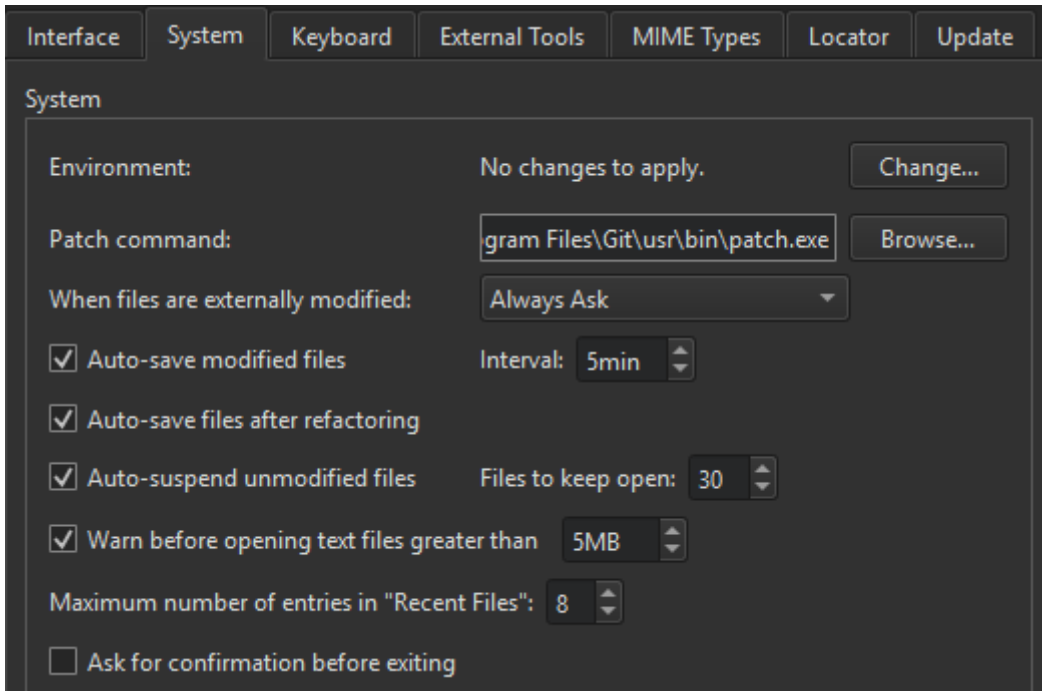 Interface System Keyboard External Tools MIME Types Locator Update
System
Environment: No changes to apply. Change...
Patch command: gram Files\Git\usr\bin\patch.exe Browse...
When files are externally modified: Always Ask
Auto-save modified files Interval: 5min
Auto-save files after refactoring
Auto-suspend unmodified files Files to keep open: 30
Warn before opening text files greater than 5MB
Maximum number of entries in "Recent Files": 8
Ask for confirmation before exiting